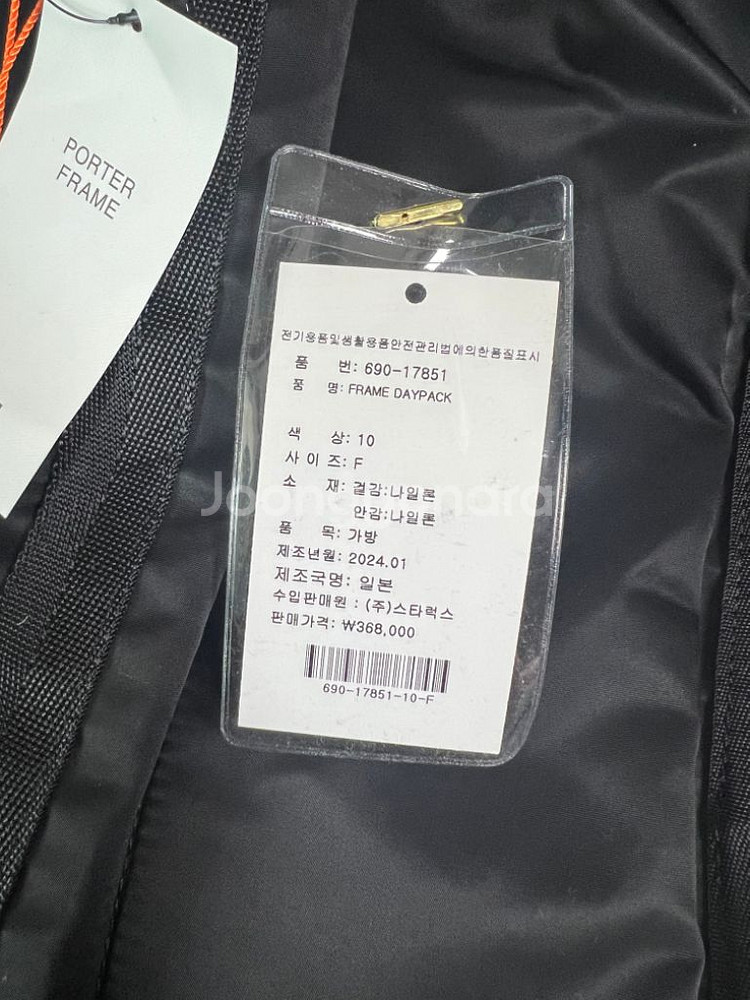 PORTER
FRAME
전기용품및생활용품안전관리법에의한품질표시
품 번: 690-17851
품 명: FRAME DAYPACK
색 상: 10
사 이 즈: F
소 재: 겉감:나일론
안감:나일론
품 목: 가방
제조년월: 2024.01
제조국명: 일본
수입판매원 : (주)스타럭스
판매가격: ₩368,000
690-17851-10-F
Joonggonara